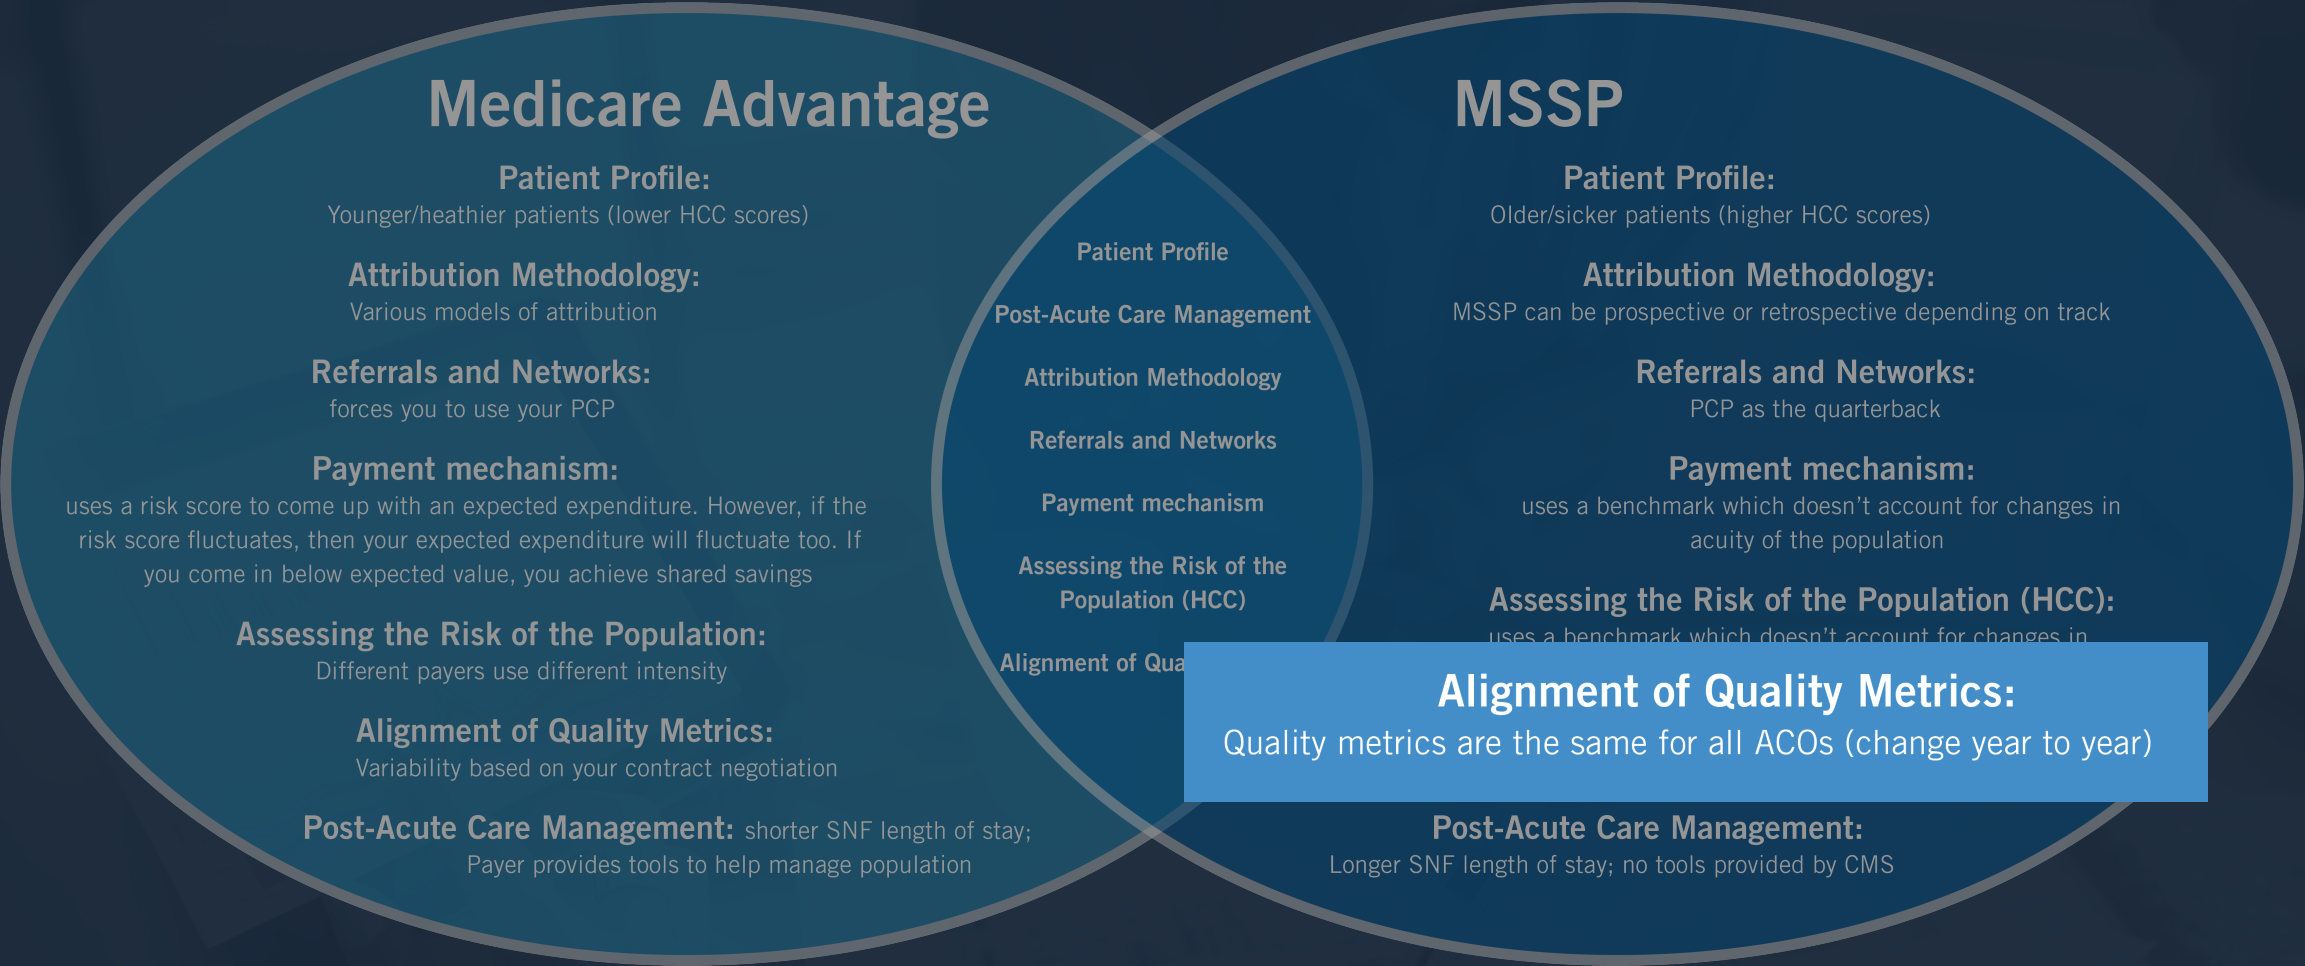 Medicare Advantage
Patient Profile:
Younger/heathier patients (lower HCC scores)
Attribution Methodology:
Various models of attribution
Referrals and Networks:
forces you to use your PCP
Payment mechanism:
uses a risk score to come up with an expected expenditure. However, if the
risk score fluctuates, then your expected expenditure will fluctuate too. If
you come in below expected value, you achieve shared savings
Assessing the Risk of the Population:
Different payers use different intensity
Alignment of Quality Metrics:
Variability based on your contract negotiation
Post-Acute Care Management: shorter SNF length of stay;
Payer provides tools to help manage population
Patient Profile
Post-Acute Care Management
Attribution Methodology
Referrals and Networks
Payment mechanism
Assessing the Risk of the
Population (HCC)
Alignment of Qua
MSSP
Patient Profile:
Older/sicker patients (higher HCC scores)
Attribution Methodology:
MSSP can be prospective or retrospective depending on track
Referrals and Networks:
PCP as the quarterback
Payment mechanism:
uses a benchmark which doesn't account for changes in
acuity of the population
Assessing the Risk of the Population (HCC):
uses a benchmark which doesn't account for changes in
Alignment of Quality Metrics:
Quality metrics are the same for all ACOs (change year to year)
Post-Acute Care Management:
Longer SNF length of stay; no tools provided by CMS